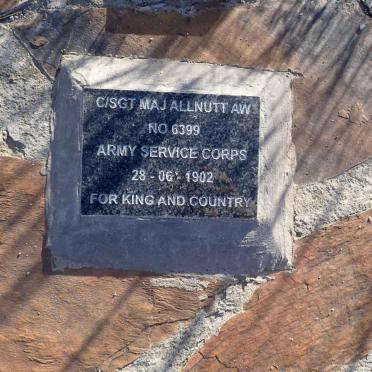 C/SGT MAJ ALLNUTT AW
NO 6399
ARMY SERVICE CORPS
28 - 06 - 1902
FOR KING AND COUNTRY